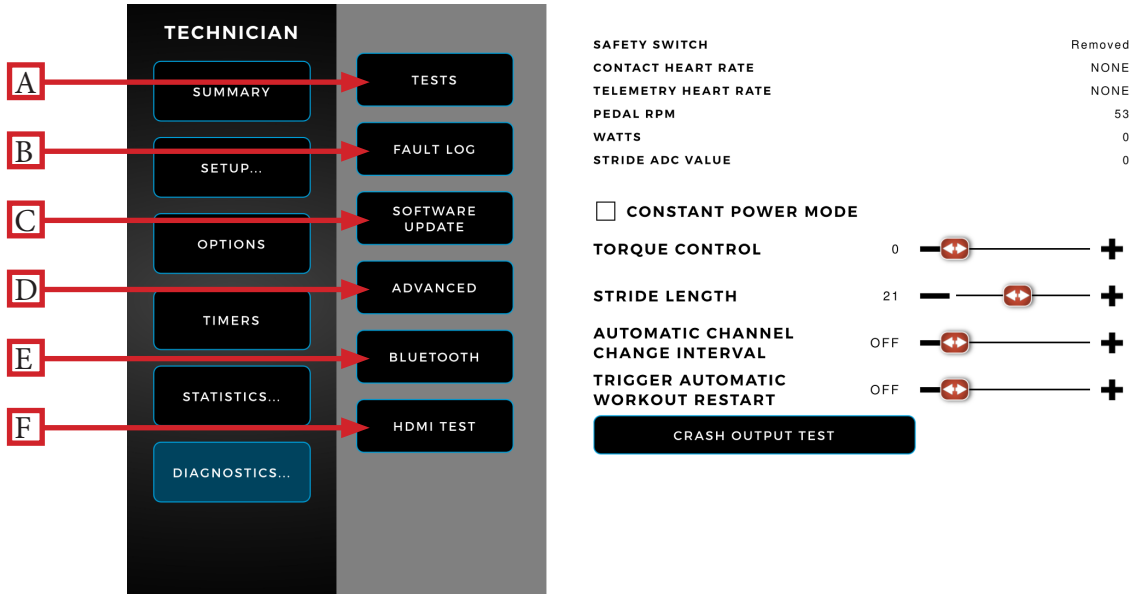 TECHNICIAN
A
B
C
D
E
F
SUMMARY
SETUP...
OPTIONS
TIMERS
STATISTICS...
DIAGNOSTICS...
TESTS
FAULT LOG
SOFTWARE
UPDATE
ADVANCED
BLUETOOTH
HDMI TEST
SAFETY SWITCH Removed
CONTACT HEART RATE NONE
TELEMETRY HEART RATE NONE
PEDAL RPM 53
WATTS 0
STRIDE ADC VALUE 0
CONSTANT POWER MODE
TORQUE CONTROL 0
STRIDE LENGTH 21
AUTOMATIC CHANNEL
CHANGE INTERVAL OFF
TRIGGER AUTOMATIC
WORKOUT RESTART OFF
CRASH OUTPUT TEST